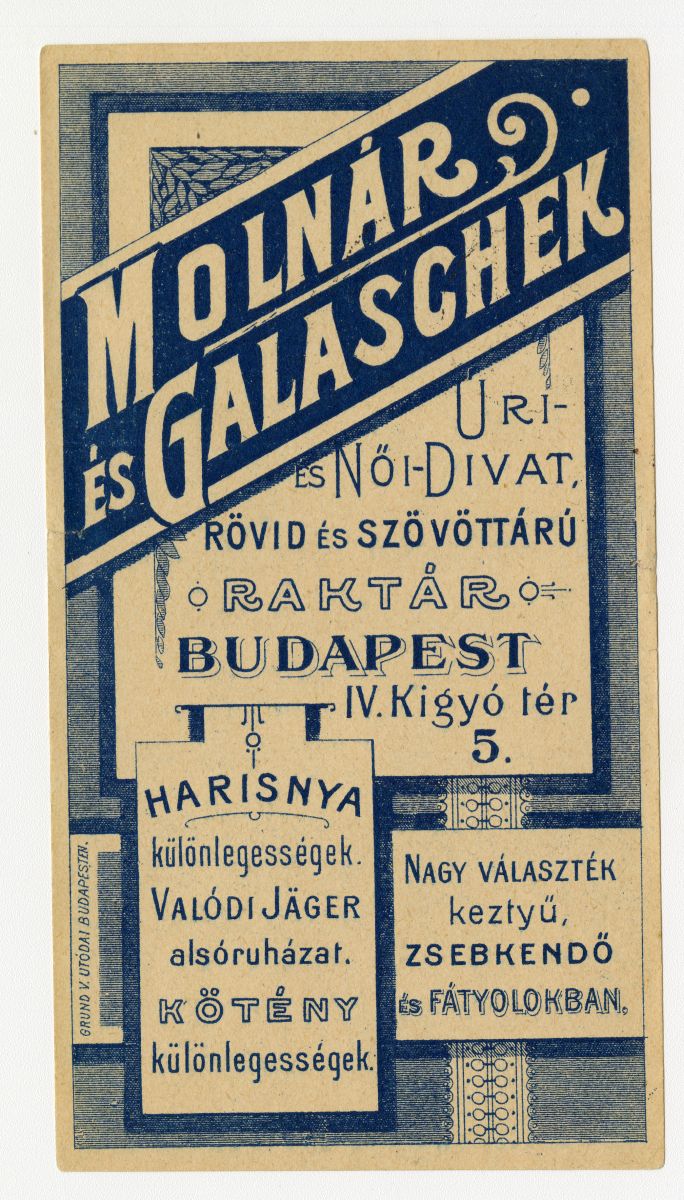 MOLNÁR
ÉS GALASCHEK
ÚRI-
ÉS NŐI-DIVAT,
RÖVID ÉS SZÖVÖTTÁRÚ
RAKTÁR
BUDAPEST
IV. Kigyó tér
5.
HARISNYA
különlegességek.
VALÓDI JÄGER
alsóruházat.
KÖTÉNY
különlegességek.
NAGY VÁLASZTÉK
keztyű,
ZSEBKENDŐ
és FÁTYOLOKBAN.
GRUND V. UTÓDAI BUDAPESTEN.